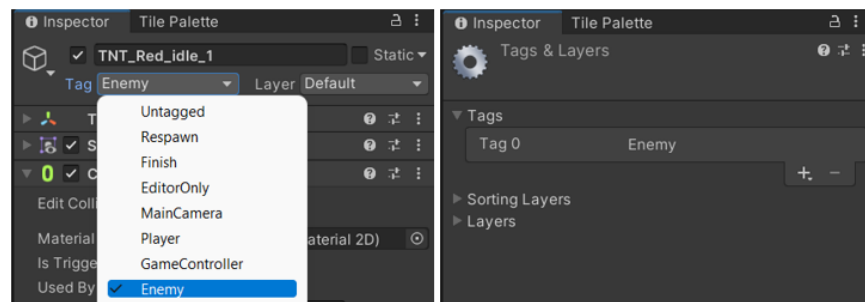 Inspector Tile Palette
TNT_Red_idle_1 Static
Tag Enemy Layer Default
Untagged
Respawn
Finish
EditorOnly
MainCamera
Player
GameController
Enemy
T
S
C
Edit Colli
Material aterial 2D)
Is Trigge
Used By
Inspector Tile Palette
Tags & Layers
Tags
Tag 0 Enemy
Sorting Layers
Layers